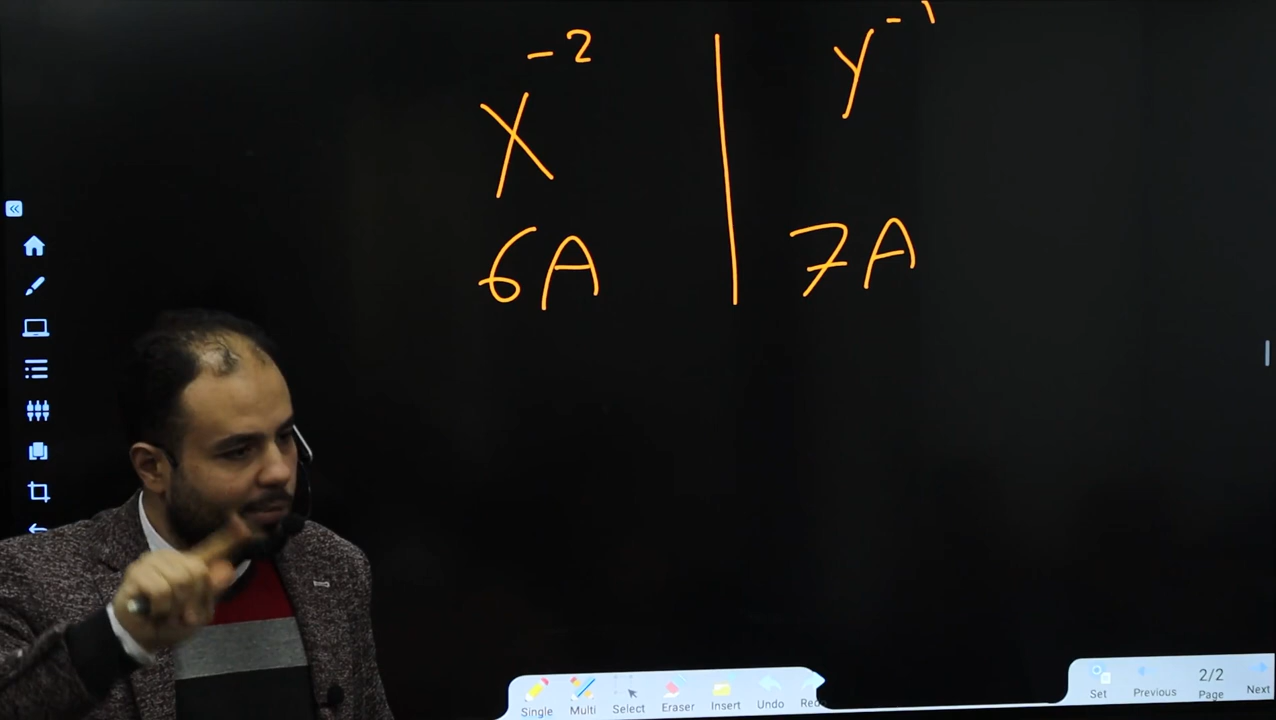 x⁻² | y⁻¹
6A | 7A
Single Multi Select Eraser Insert Undo
Set Previous 2/2 Page Next